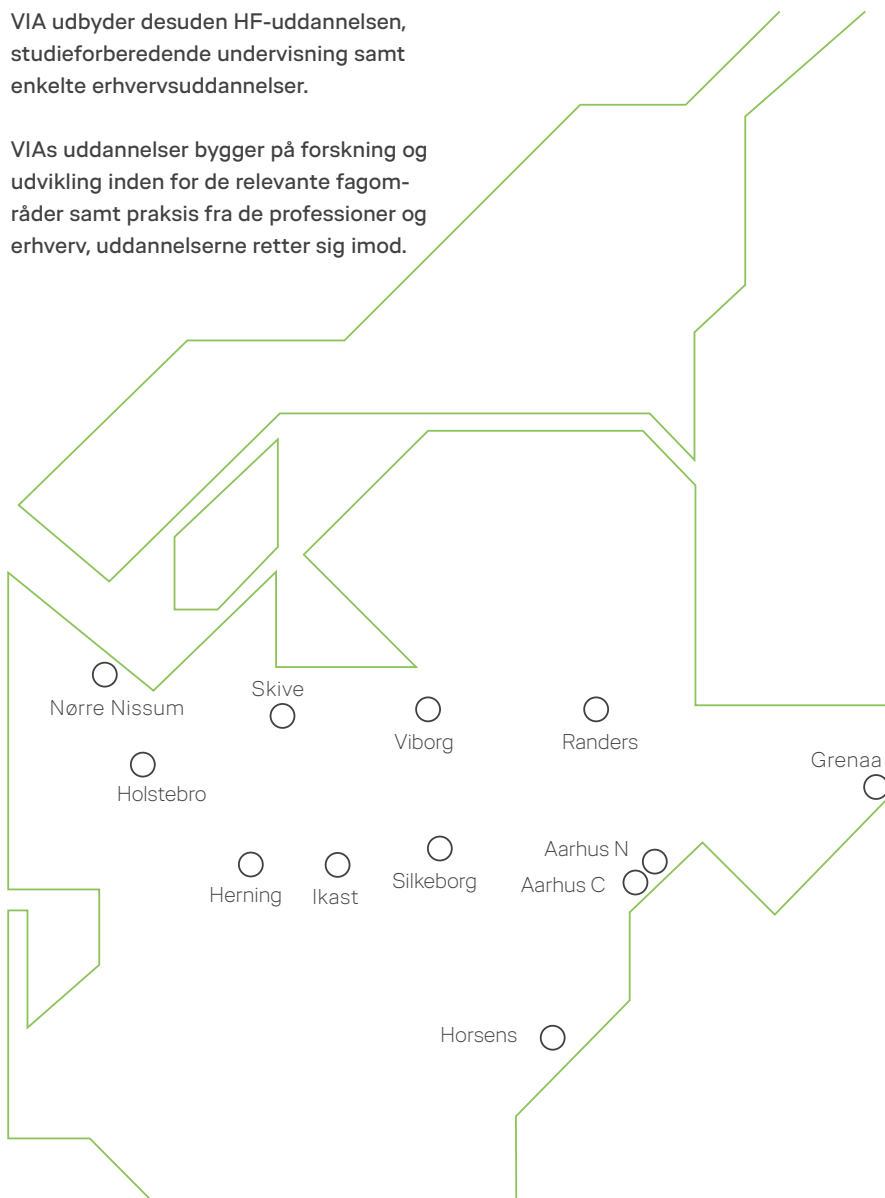 VIA udbyder desuden HF-uddannelsen,
studieforberedende undervisning samt
enkelte erhvervsuddannelser.

VIAs uddannelser bygger på forskning og
udvikling inden for de relevante fagom-
råder samt praksis fra de professioner og
erhverv, uddannelserne retter sig imod.

Skive
Nørre Nissum
Viborg
Randers
Grenaa
Holstebro
Aarhus N
Silkeborg
Aarhus C
Herning
Ikast
Horsens